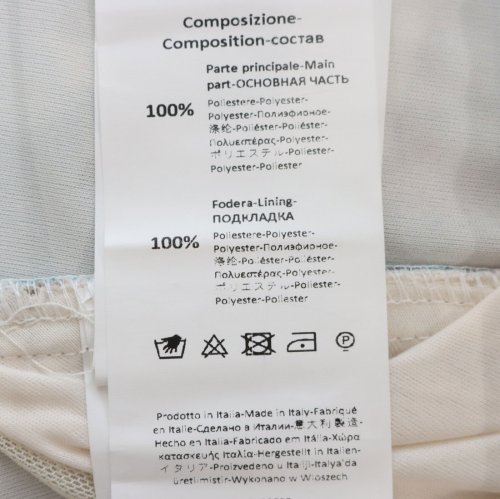 Composizione-
Composition-состав
Parte principale-Main
part-ОСНОВНАЯ ЧАСТЬ
100%
Poliestere-Polyester-
Polyester-Полиэфирное-
涤纶-Poliéster-Poliéster-
Πολυεστέρας-Polyester-
ポリエステル-Poliester-
Polyester-Poliester
Fodera-Lining-
ПОДКЛАДКА
100%
Poliestere-Polyester-
Polyester-Полиэфирное-
涤纶-Poliéster-Poliéster-
Πολυεστέρας-Polyester-
ポリエステル-Poliester-
Polyester-Poliester
P
Prodotto in Italia-Made in Italy-Fabriqué
en Italie-Сделано в Италии-意大利製造-
Hecho en Italia-Fabricado em Itália-Χώρα
κατασκευής Ιταλία-Hergestellt in Italien-
イタリア-Proizvedeno u Italiji-Italya'da
üretilmistir-Wykonano w Wloszech